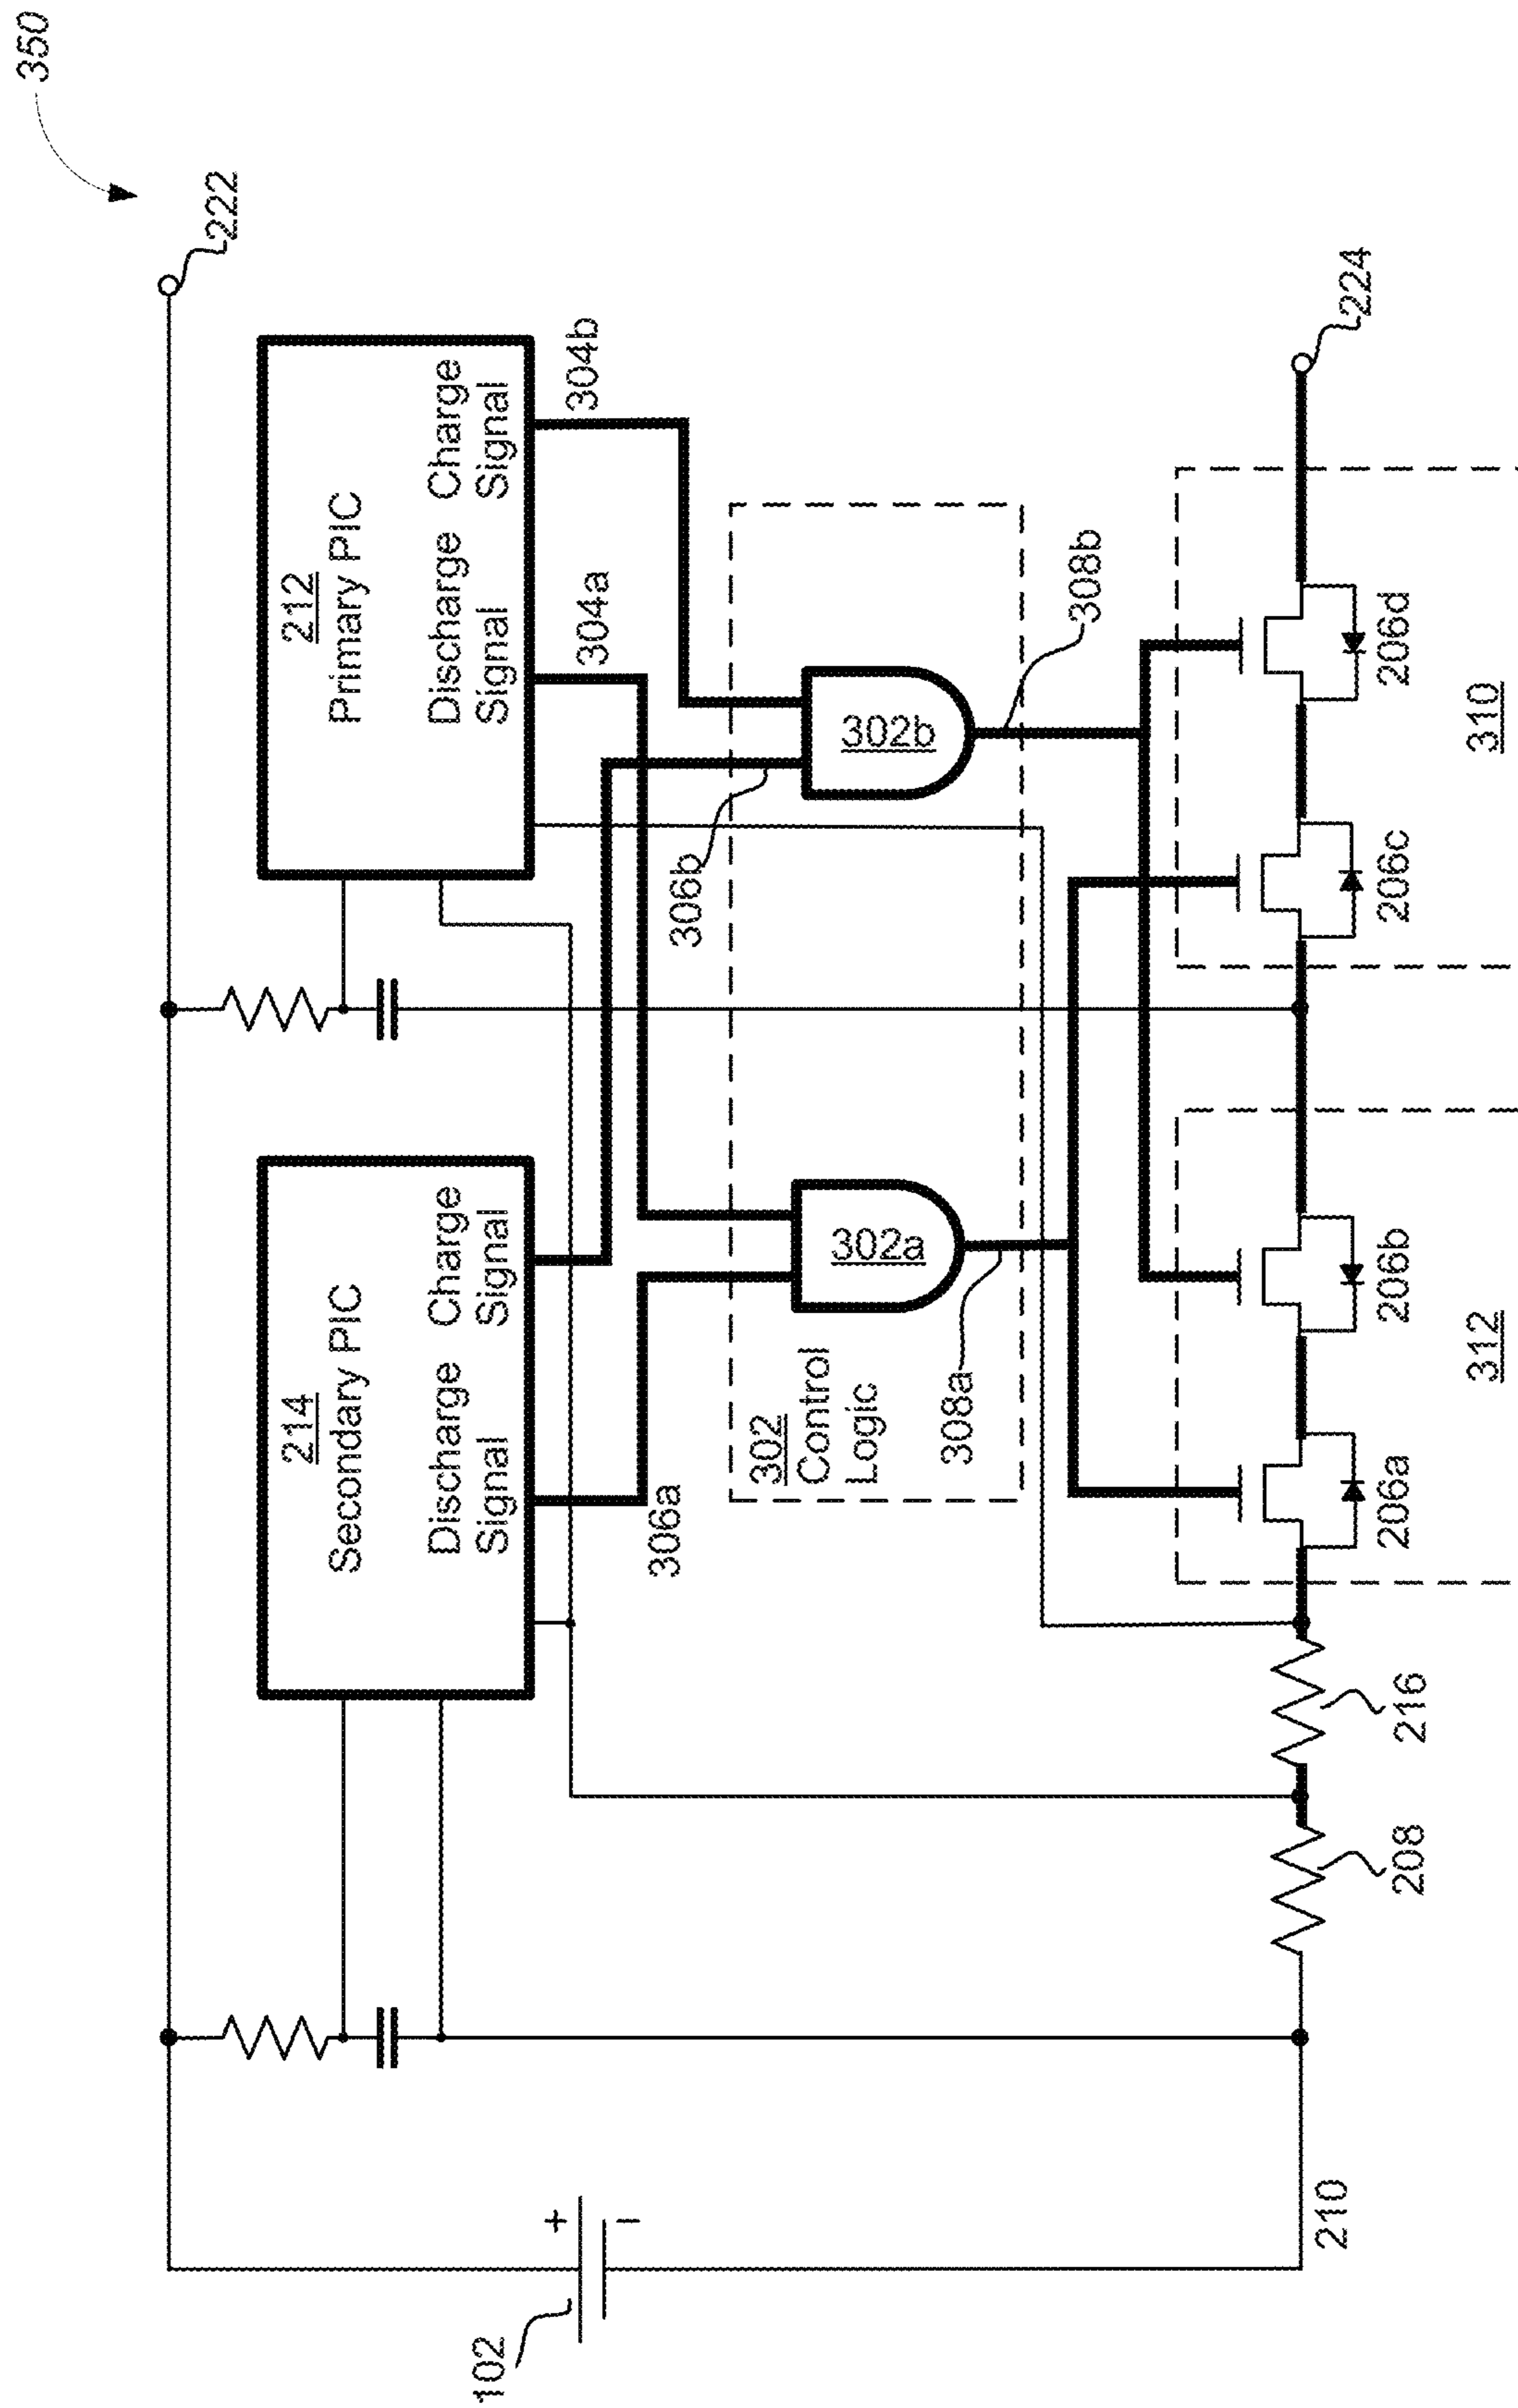 350
222
212
Primary PIC
Discharge Signal
Charge Signal
214
Secondary PIC
Discharge Signal
Charge Signal
304b
304a
306b
306a
302
Control
Logic
302a
302b
308a
308b
102
+
–
210
208
216
206a
206b
206c
206d
312
310
224